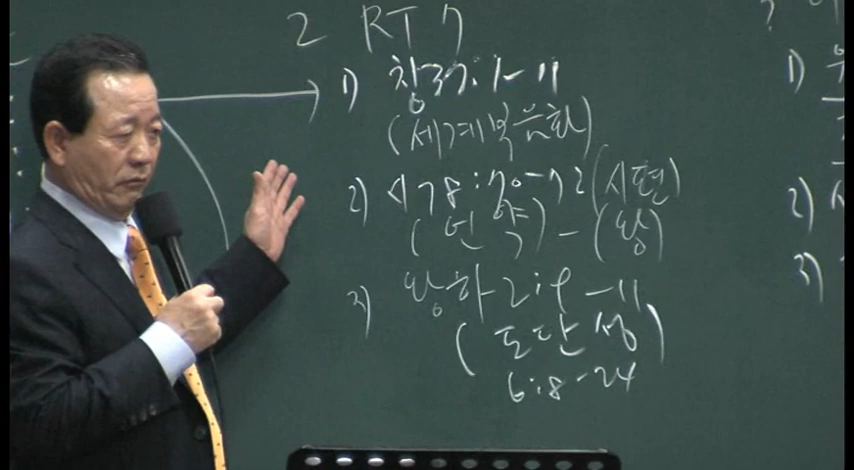 2 RT 7
1) 창37:1-11
(세계복음화)
2) 시78:70-72 (시편)
(언약) - (왕)
3) 왕하2:9-11
(도단성)
6:8-24
?
1)
2)
3)